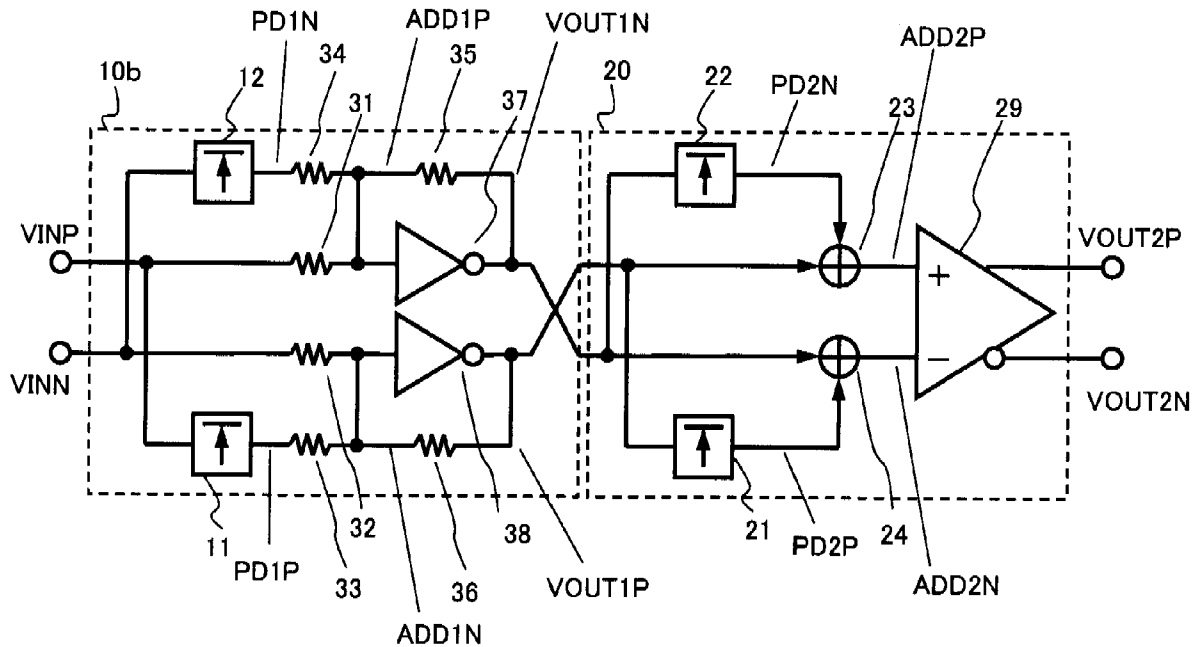 PD1N ADD1P VOUT1N
ADD2P
10b 12 34 31 35 37 20 22 PD2N 23 29
VINP
VOUT2P
+
−
VINN
VOUT2N
11 PD1P 33 32 36 38 VOUT1P 21 PD2P 24
ADD1N
ADD2N